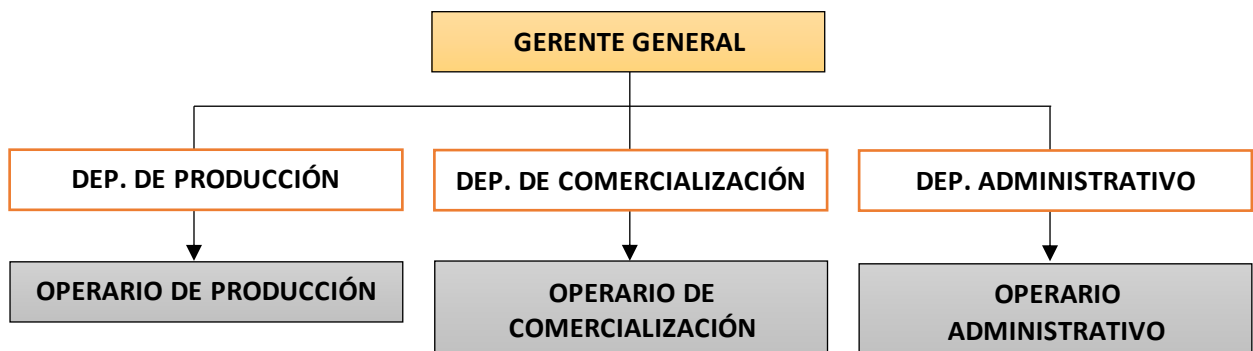 GERENTE GENERAL
DEP. DE PRODUCCIÓN
DEP. DE COMERCIALIZACIÓN
DEP. ADMINISTRATIVO
OPERARIO DE PRODUCCIÓN
OPERARIO DE
COMERCIALIZACIÓN
OPERARIO
ADMINISTRATIVO